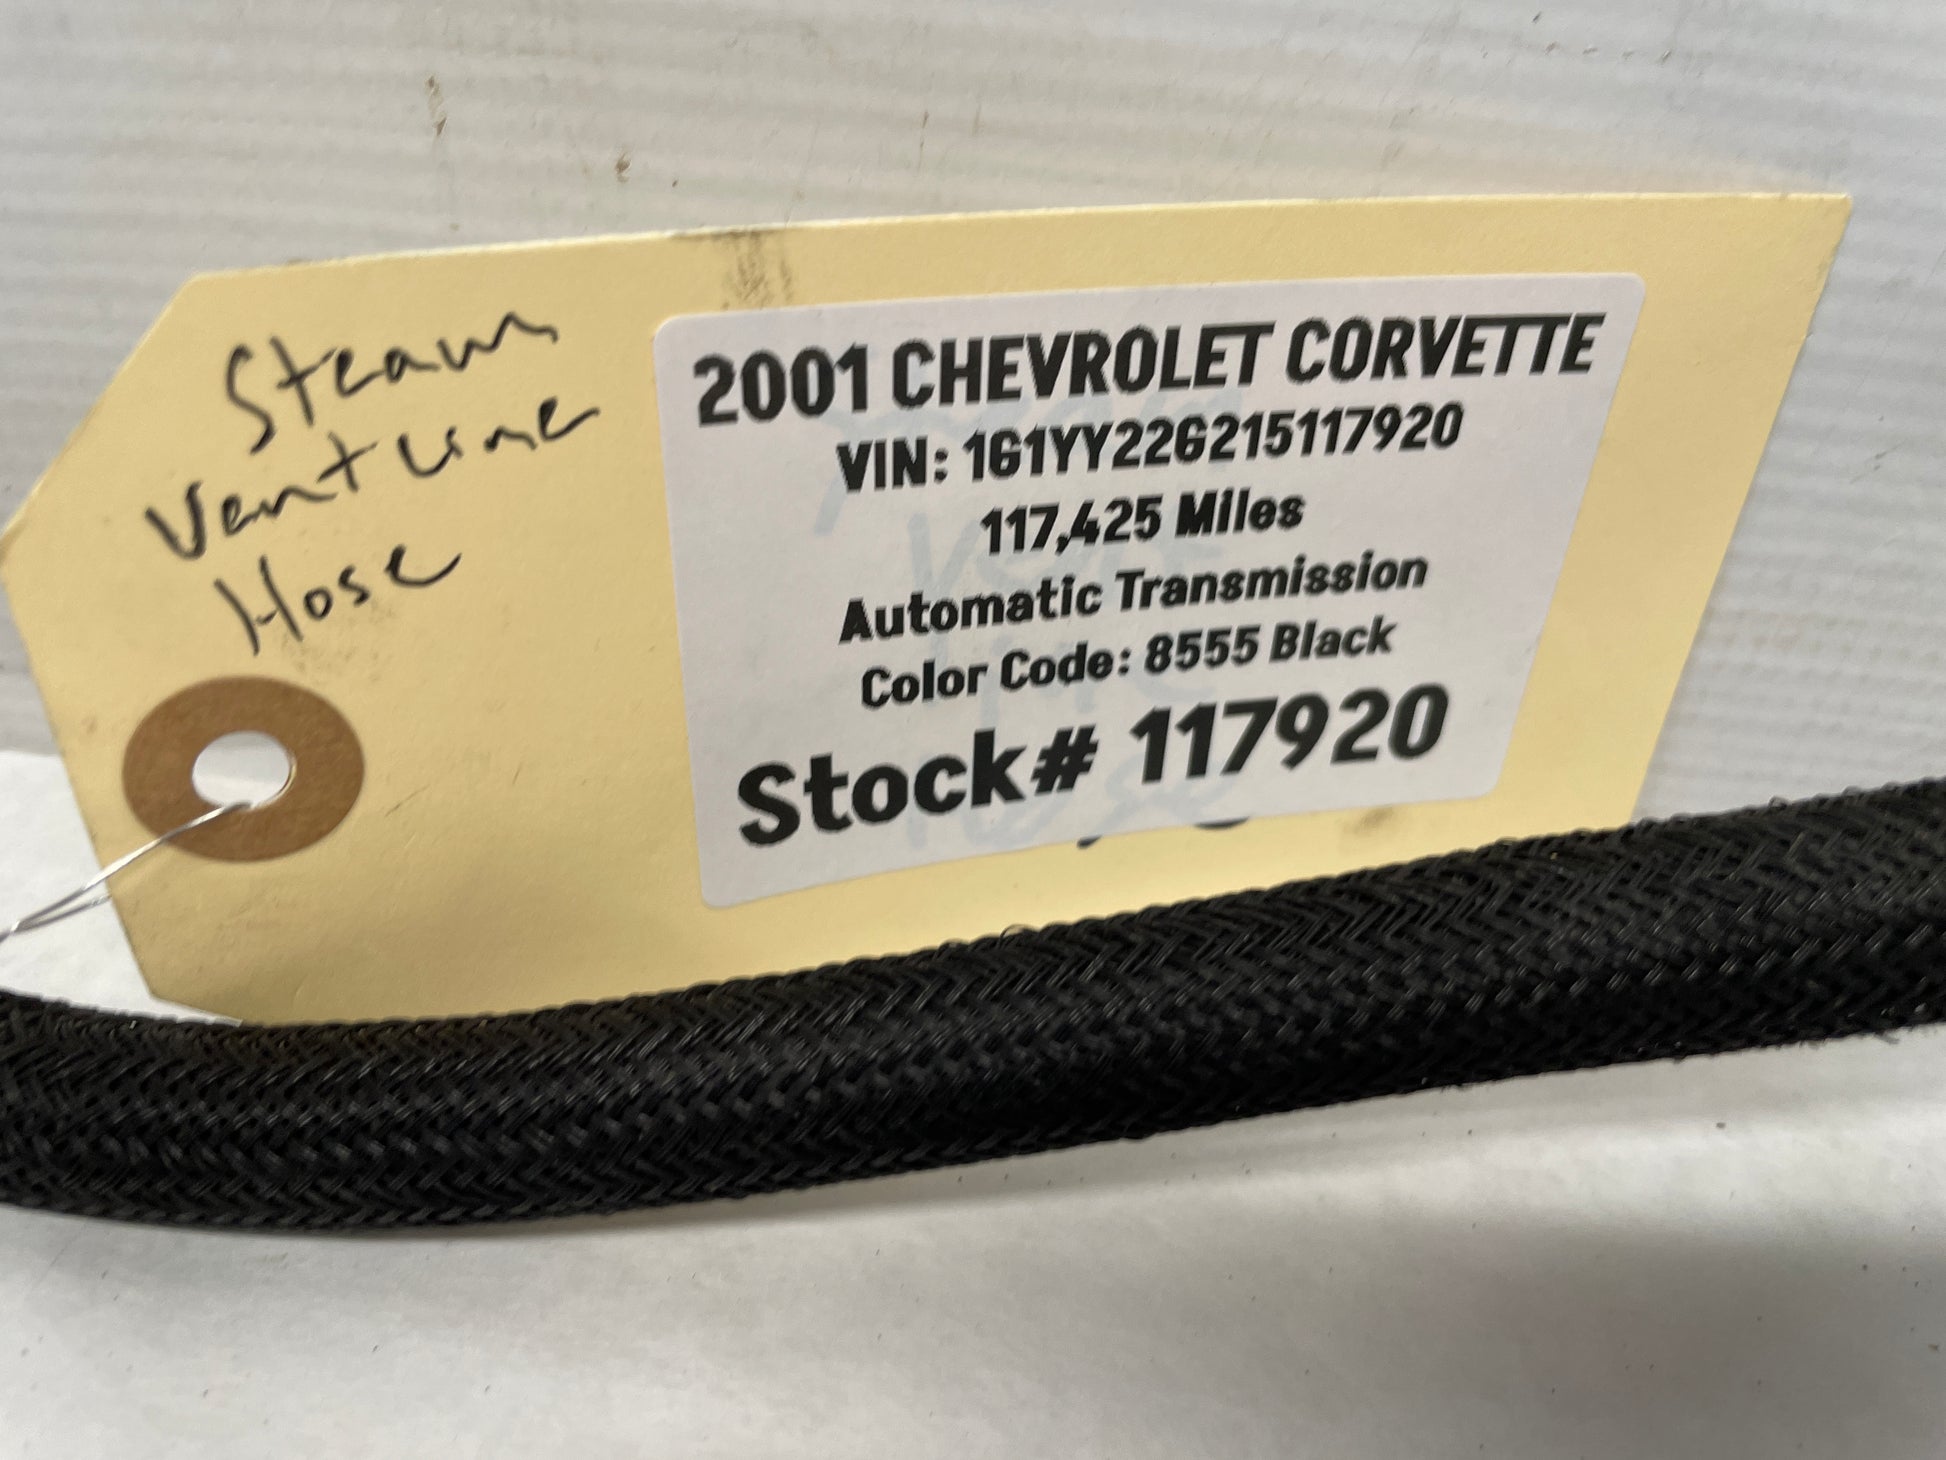 Steam
Vent Line
Hose
2001 CHEVROLET CORVETTE
VIN: 1G1YY22G215117920
117,425 Miles
Automatic Transmission
Color Code: 8555 Black
Stock# 117920